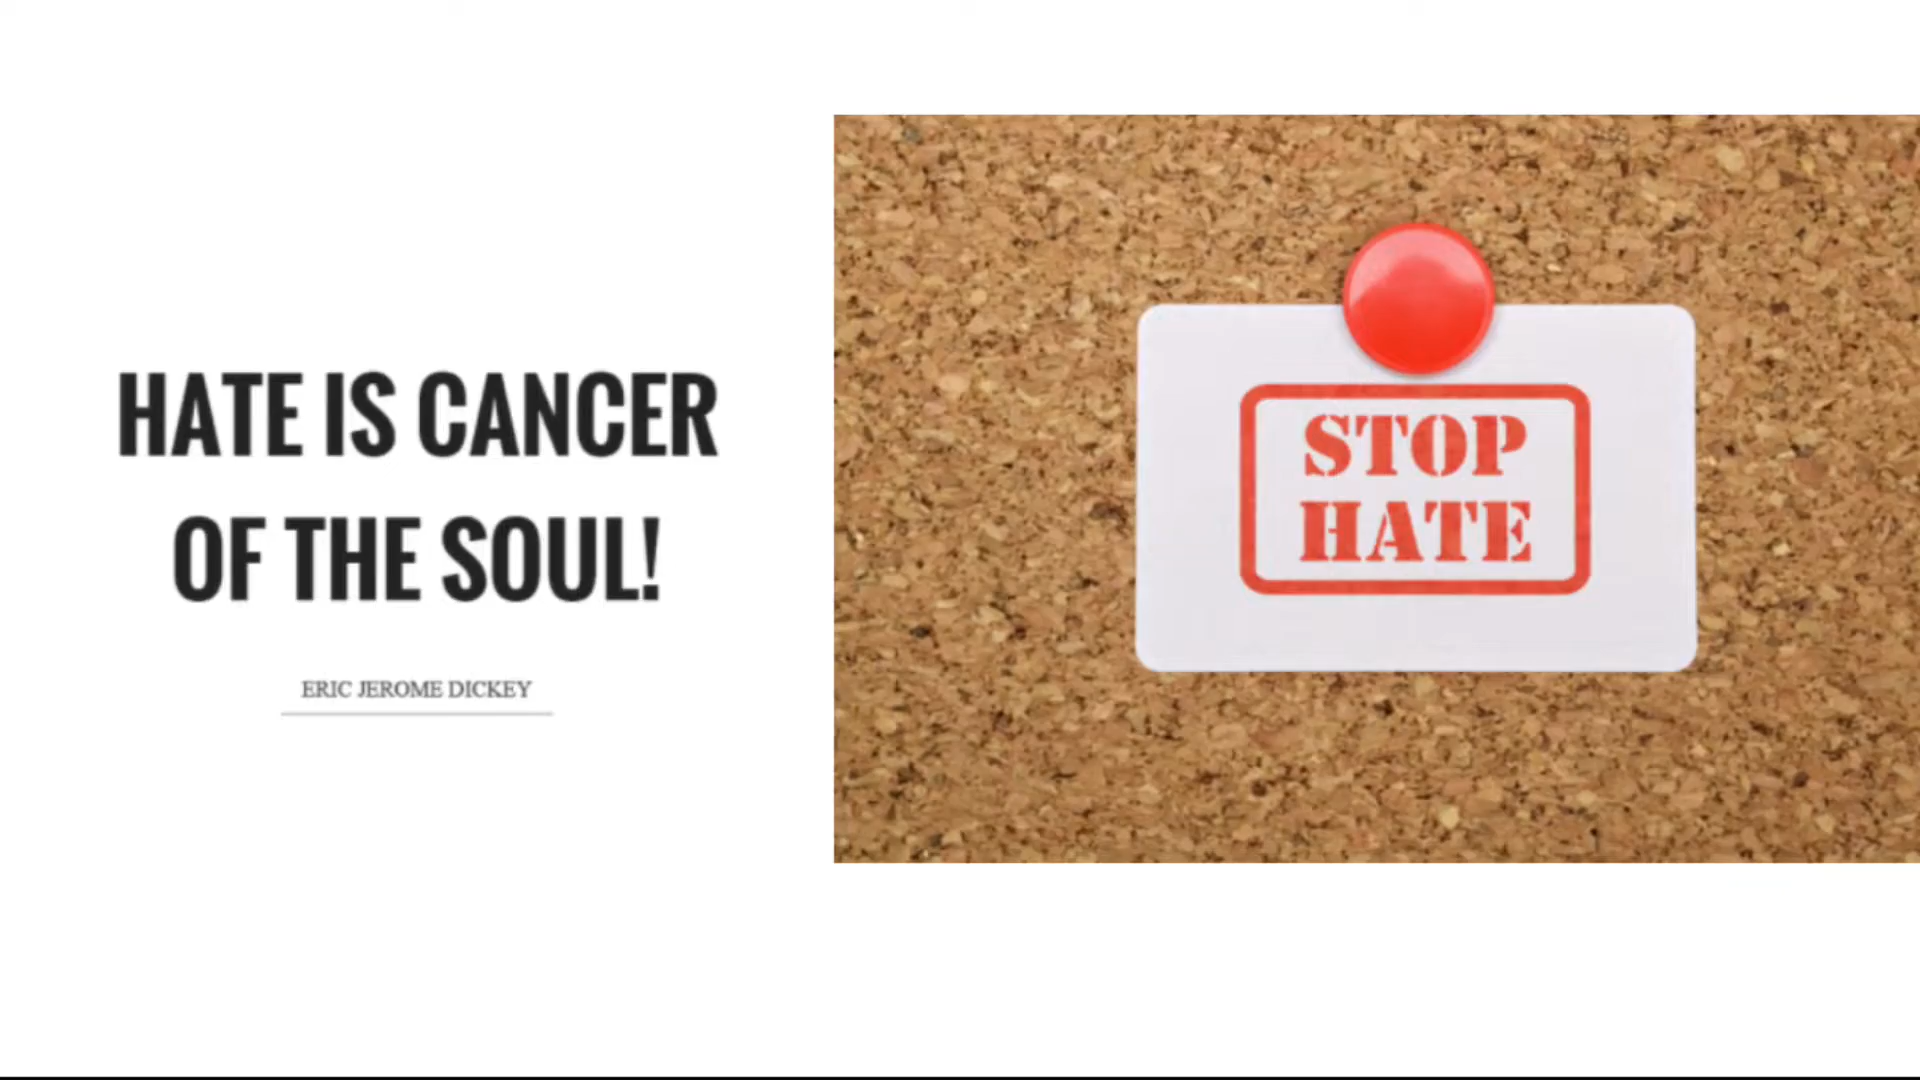 HATE IS CANCER
OF THE SOUL!
ERIC JEROME DICKEY
STOP
HATE